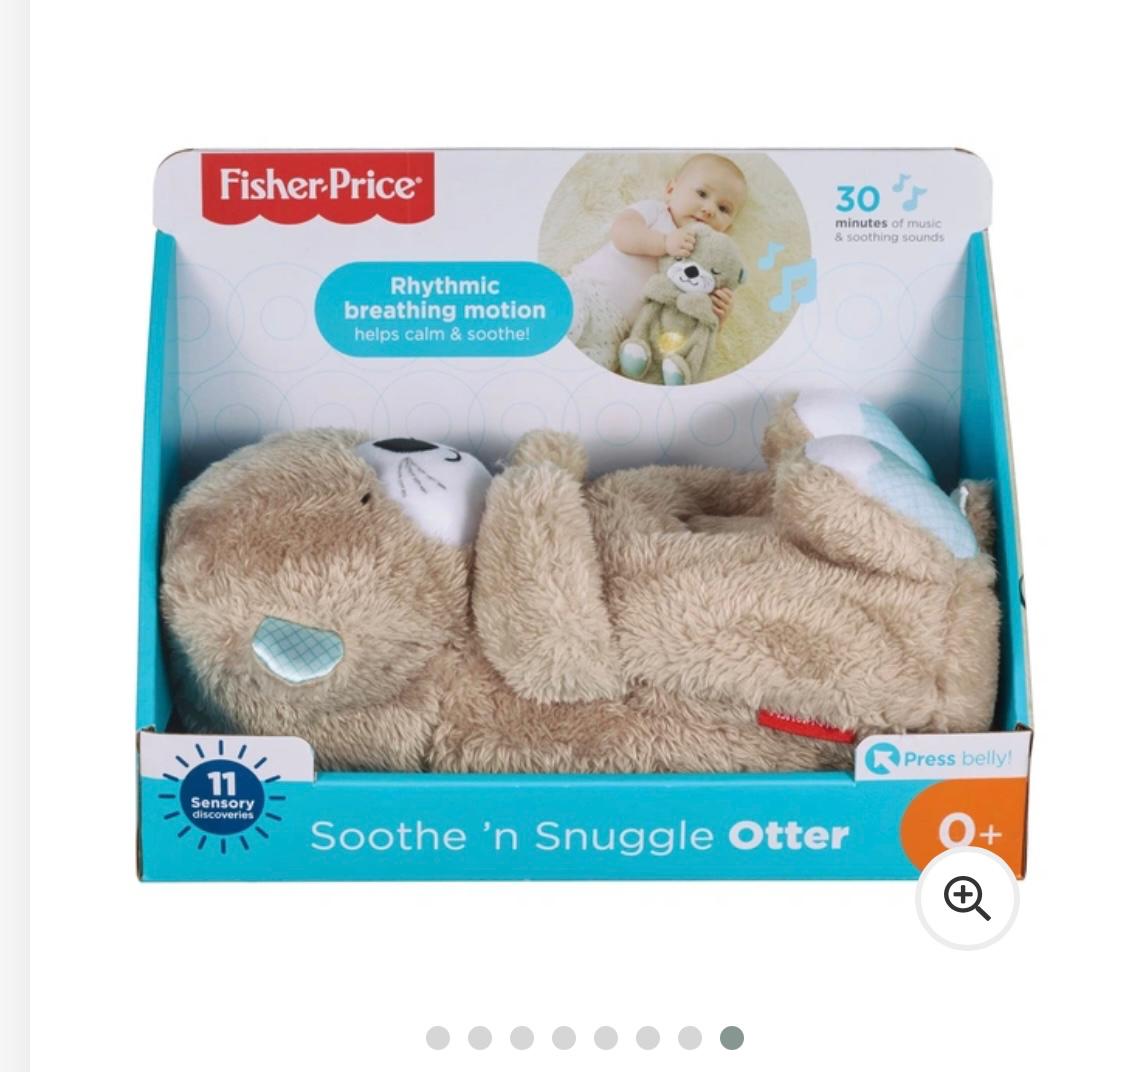 Fisher-Price
30
minutes of music
& soothing sounds
Rhythmic
breathing motion
helps calm & soothe!
Press belly!
11
Sensory
discoveries
Soothe 'n Snuggle Otter
0+